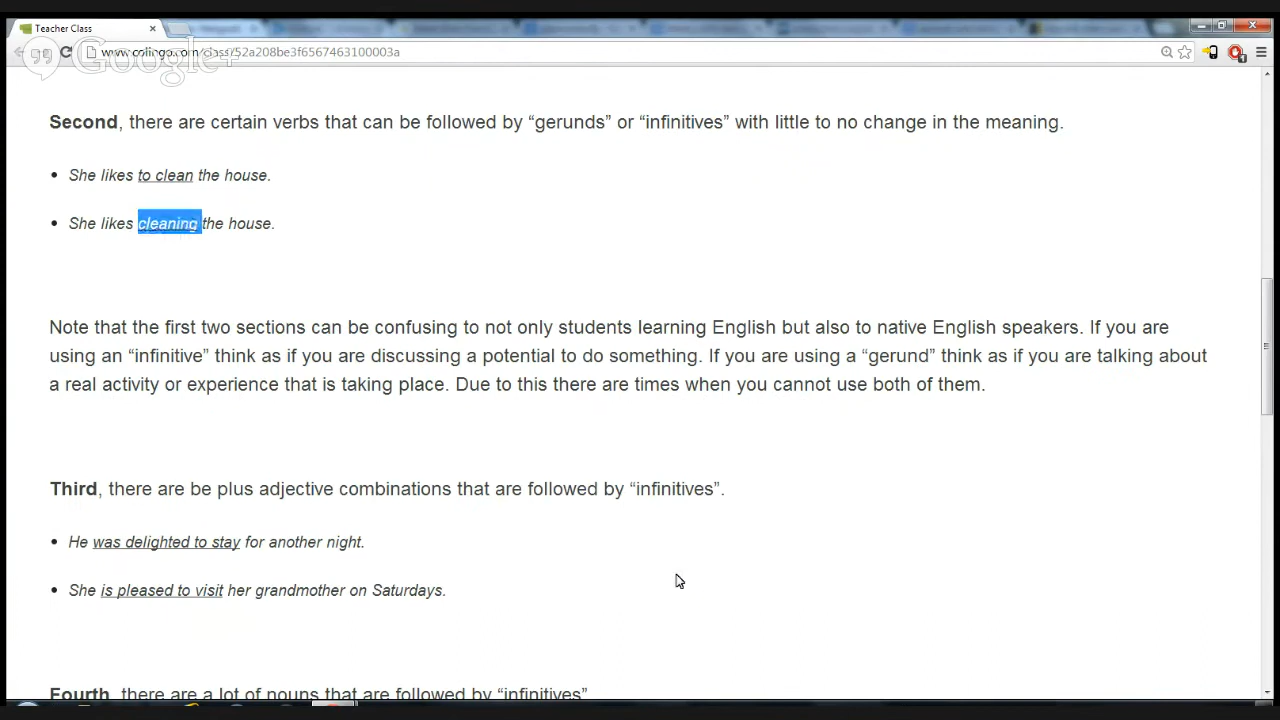 Teacher Class
www.colingo.com/class/52a208be3f6567463100003a
Google+
Second, there are certain verbs that can be followed by “gerunds” or “infinitives” with little to no change in the meaning.
• She likes to clean the house.
• She likes cleaning the house.
Note that the first two sections can be confusing to not only students learning English but also to native English speakers. If you are
using an “infinitive” think as if you are discussing a potential to do something. If you are using a “gerund” think as if you are talking about
a real activity or experience that is taking place. Due to this there are times when you cannot use both of them.
Third, there are be plus adjective combinations that are followed by “infinitives”.
• He was delighted to stay for another night.
• She is pleased to visit her grandmother on Saturdays.
Fourth, there are a lot of nouns that are followed by “infinitives”